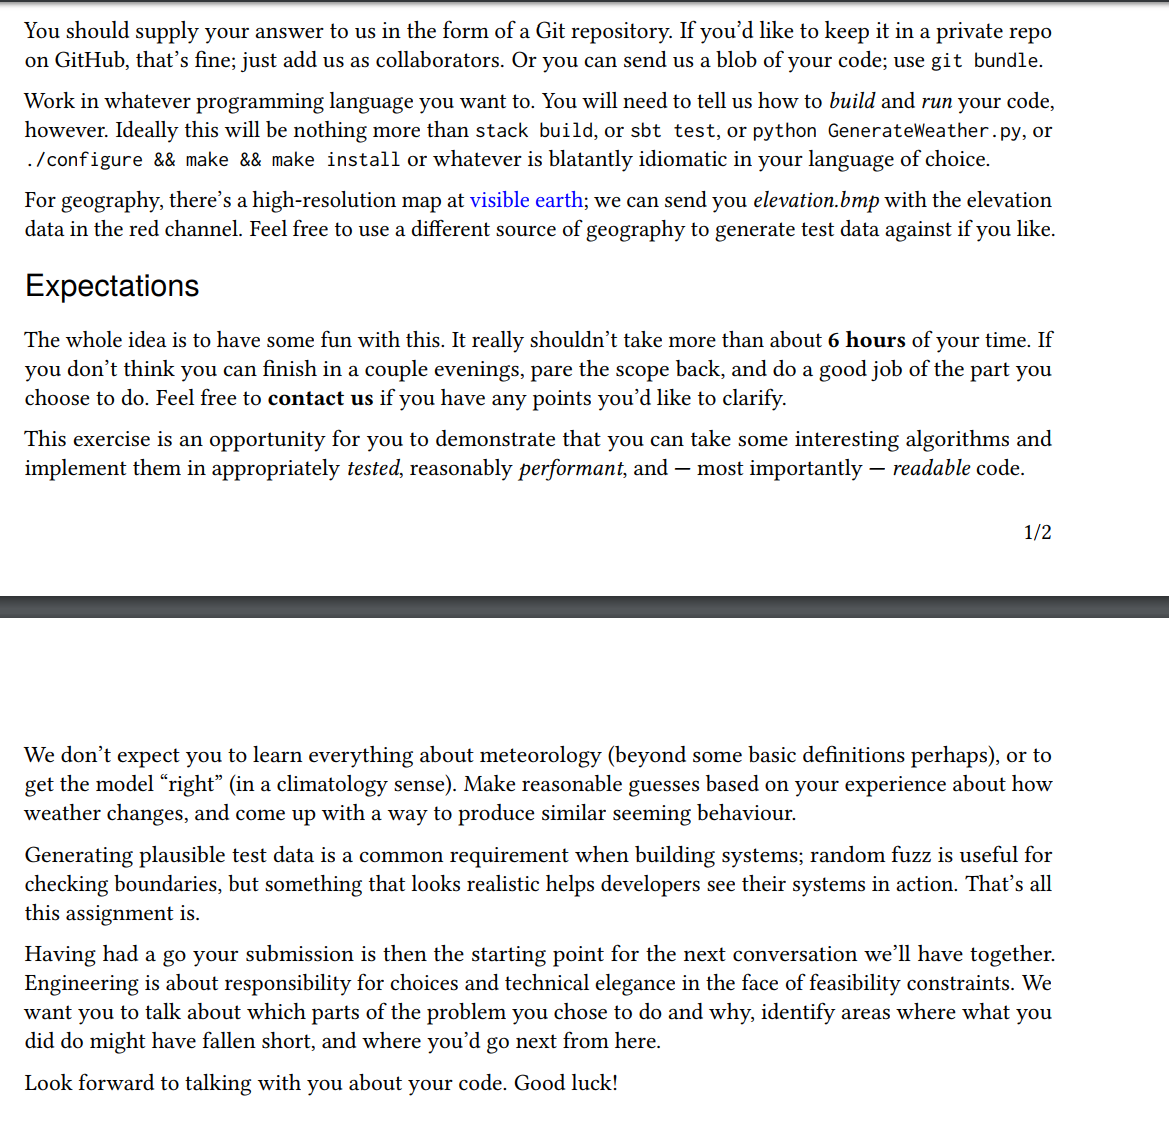 You should supply your answer to us in the form of a Git repository. If you’d like to keep it in a private repo
on GitHub, that’s fine; just add us as collaborators. Or you can send us a blob of your code; use git bundle.
Work in whatever programming language you want to. You will need to tell us how to build and run your code,
however. Ideally this will be nothing more than stack build, or sbt test, or python GenerateWeather.py, or
./configure && make && make install or whatever is blatantly idiomatic in your language of choice.
For geography, there’s a high-resolution map at visible earth; we can send you elevation.bmp with the elevation
data in the red channel. Feel free to use a different source of geography to generate test data against if you like.
Expectations
The whole idea is to have some fun with this. It really shouldn’t take more than about 6 hours of your time. If
you don’t think you can finish in a couple evenings, pare the scope back, and do a good job of the part you
choose to do. Feel free to contact us if you have any points you’d like to clarify.
This exercise is an opportunity for you to demonstrate that you can take some interesting algorithms and
implement them in appropriately tested, reasonably performant, and — most importantly — readable code.
1/2
We don’t expect you to learn everything about meteorology (beyond some basic definitions perhaps), or to
get the model “right” (in a climatology sense). Make reasonable guesses based on your experience about how
weather changes, and come up with a way to produce similar seeming behaviour.
Generating plausible test data is a common requirement when building systems; random fuzz is useful for
checking boundaries, but something that looks realistic helps developers see their systems in action. That’s all
this assignment is.
Having had a go your submission is then the starting point for the next conversation we’ll have together.
Engineering is about responsibility for choices and technical elegance in the face of feasibility constraints. We
want you to talk about which parts of the problem you chose to do and why, identify areas where what you
did do might have fallen short, and where you’d go next from here.
Look forward to talking with you about your code. Good luck!